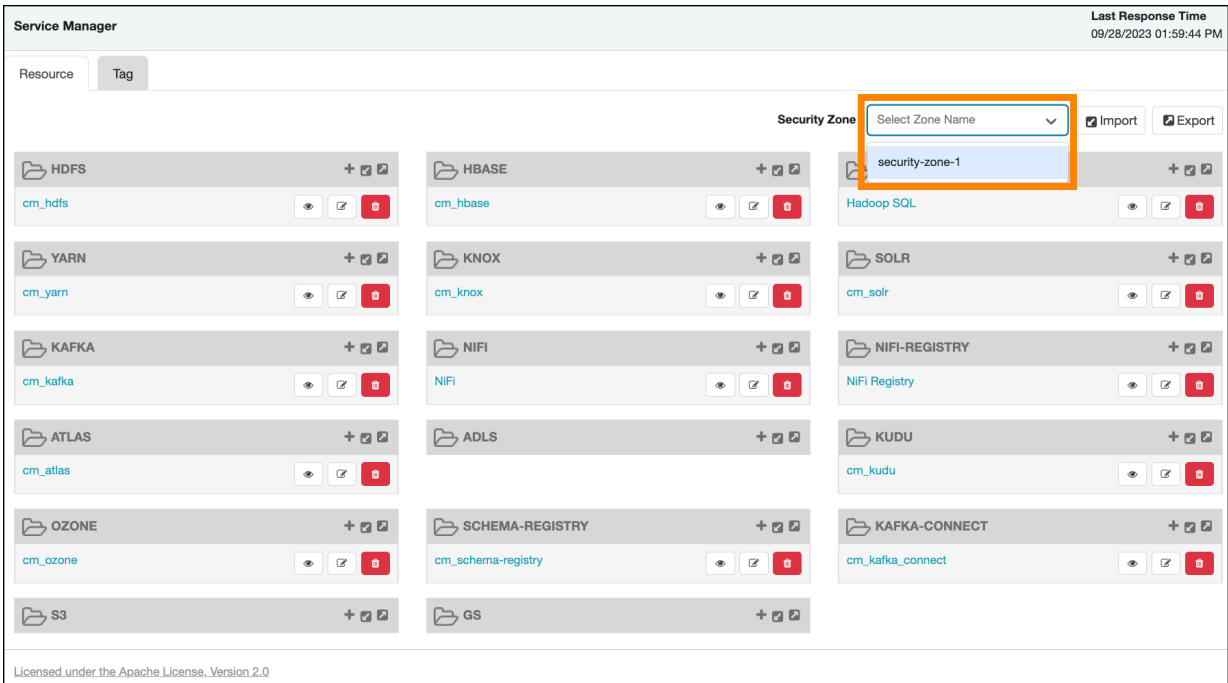 Service Manager
Last Response Time
09/28/2023 01:59:44 PM
Resource
Tag
Security Zone
Select Zone Name
Import
Export
security-zone-1
HDFS
HBASE
cm_hdfs
cm_hbase
Hadoop SQL
YARN
KNOX
SOLR
cm_yarn
cm_knox
cm_solr
KAFKA
NIFI
NIFI-REGISTRY
cm_kafka
NiFi
NiFi Registry
ATLAS
ADLS
KUDU
cm_atlas
cm_kudu
OZONE
SCHEMA-REGISTRY
KAFKA-CONNECT
cm_ozone
cm_schema-registry
cm_kafka_connect
S3
GS
Licensed under the Apache License, Version 2.0